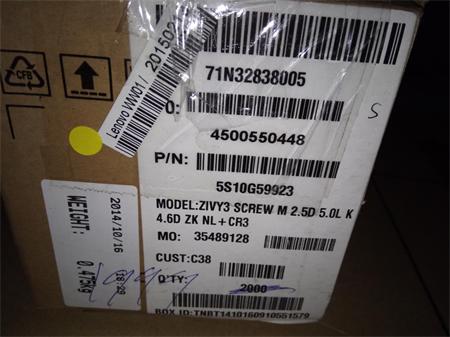 CFB
Lenovo WW01 /
71N32838005
O:
4500550448
P/N:
5S10G59923
MODEL:ZIVY3 SCREW M 2.5D 5.0L K
4.6D ZK NL+CR3
MO: 35489128
CUST:C38
Q'TY:
2000
BOX ID:TNBT1410160910551579
S
2014/10/16
WEIGHT: 0.475kg